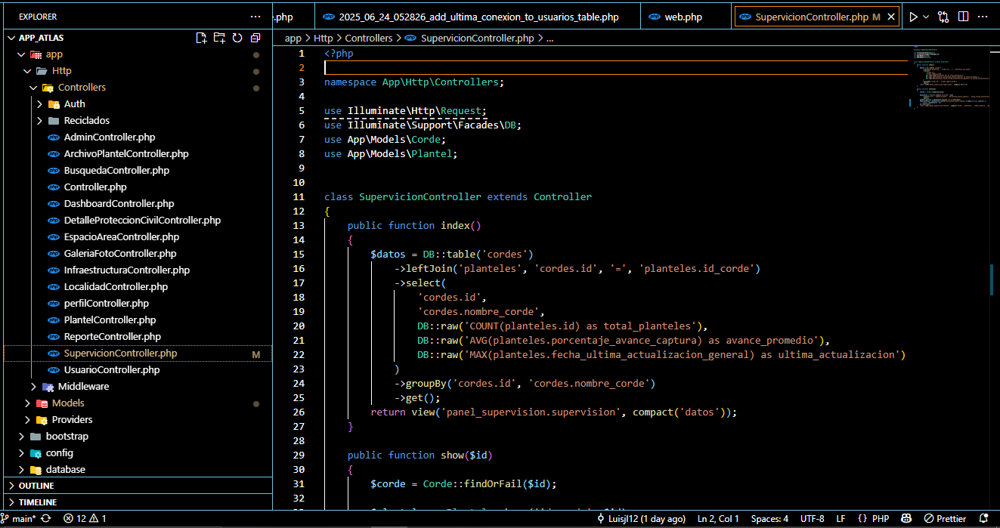 EXPLORER
.php
2025_06_24_052826_add_ultima_conexion_to_usuarios_table.php
web.php
SupervicionController.php M
APP_ATLAS
app > Http > Controllers > SupervicionController.php > ...
app
Http
Controllers
Auth
Reciclados
AdminController.php
ArchivoPlantelController.php
BusquedaController.php
Controller.php
DashboardController.php
DetalleProteccionCivilController.php
EspacioAreaController.php
GaleriaFotoController.php
InfraestructuraController.php
LocalidadController.php
perfilController.php
PlantelController.php
ReporteController.php
SupervicionController.php M
UsuarioController.php
Middleware
Models
Providers
bootstrap
config
database
OUTLINE
TIMELINE
1 <?php
2
3 namespace App\Http\Controllers;
4
5 use Illuminate\Http\Request;
6 use Illuminate\Support\Facades\DB;
7 use App\Models\Corde;
8 use App\Models\Plantel;
9
10
11 class SupervicionController extends Controller
12 {
13 public function index()
14 {
15 $datos = DB::table('cordes')
16 ->leftJoin('planteles', 'cordes.id', '=', 'planteles.id_corde')
17 ->select(
18 'cordes.id',
19 'cordes.nombre_corde',
20 DB::raw('COUNT(planteles.id) as total_planteles'),
21 DB::raw('AVG(planteles.porcentaje_avance_captura) as avance_promedio'),
22 DB::raw('MAX(planteles.fecha_ultima_actualizacion_general) as ultima_actualizacion')
23 )
24 ->groupBy('cordes.id', 'cordes.nombre_corde')
25 ->get();
26 return view('panel_supervision.supervision', compact('datos'));
27 }
28
29 public function show($id)
30 {
31 $corde = Corde::findOrFail($id);
32
main* 12 1 LuisjI12 (1 day ago) Ln 2, Col 1 Spaces: 4 UTF-8 LF {} PHP Prettier